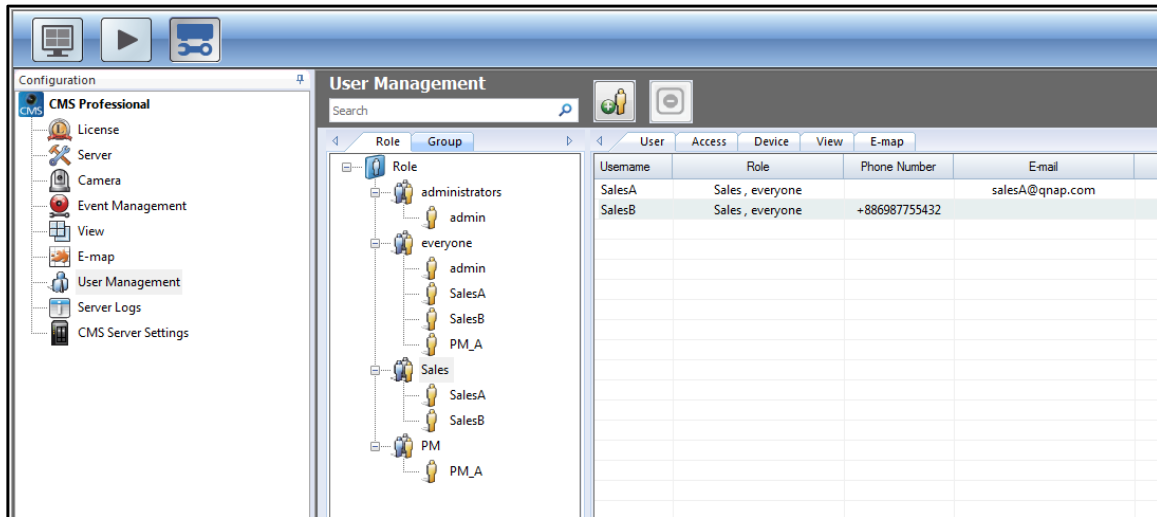 Configuration
CMS CMS Professional
License
Server
Camera
Event Management
View
E-map
User Management
Server Logs
CMS Server Settings
User Management
Search
Role Group
Role
administrators
admin
everyone
admin
SalesA
SalesB
PM_A
Sales
SalesA
SalesB
PM
PM_A
User Access Device View E-map
Username Role Phone Number E-mail
SalesA Sales , everyone salesA@qnap.com
SalesB Sales , everyone +886987755432